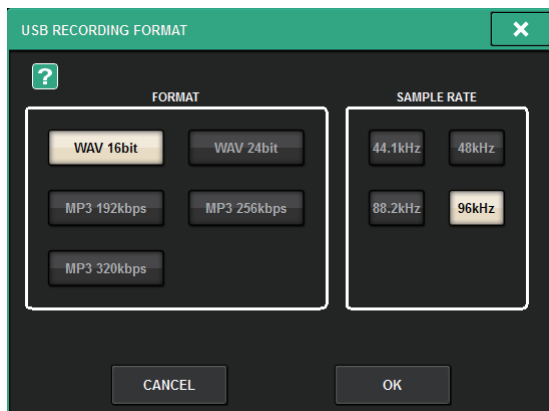 USB RECORDING FORMAT
?
FORMAT
SAMPLE RATE
WAV 16bit
WAV 24bit
44.1kHz
48kHz
MP3 192kbps
MP3 256kbps
88.2kHz
96kHz
MP3 320kbps
CANCEL
OK